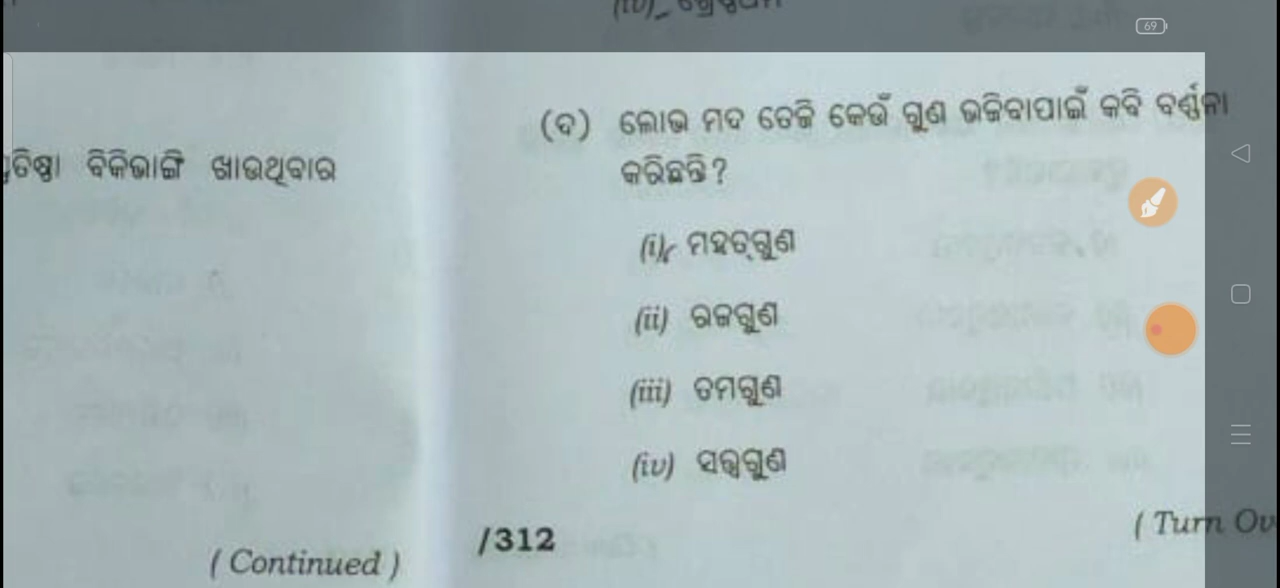 69
ବିକିଭାଙ୍ଗି ଖାଉଥିବାର
( Continued )
(ଦ) ଲୋଭ ମଦ ତେଜି କେଉଁ ଗୁଣ ଭଜିବାପାଇଁ କବି ବର୍ଣ୍ଣନା
କରିଛନ୍ତି ?
(i) ମହତ୍‌ଗୁଣ
(ii) ରଜଗୁଣ
(iii) ତମଗୁଣ
(iv) ସତ୍ତ୍ୱଗୁଣ
/312
( Turn